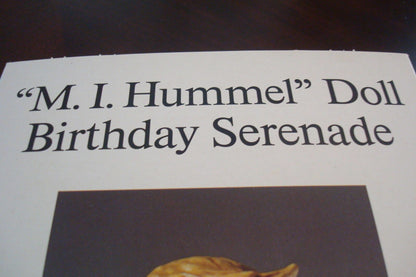 “M. I. Hummel” Doll
Birthday Serenade